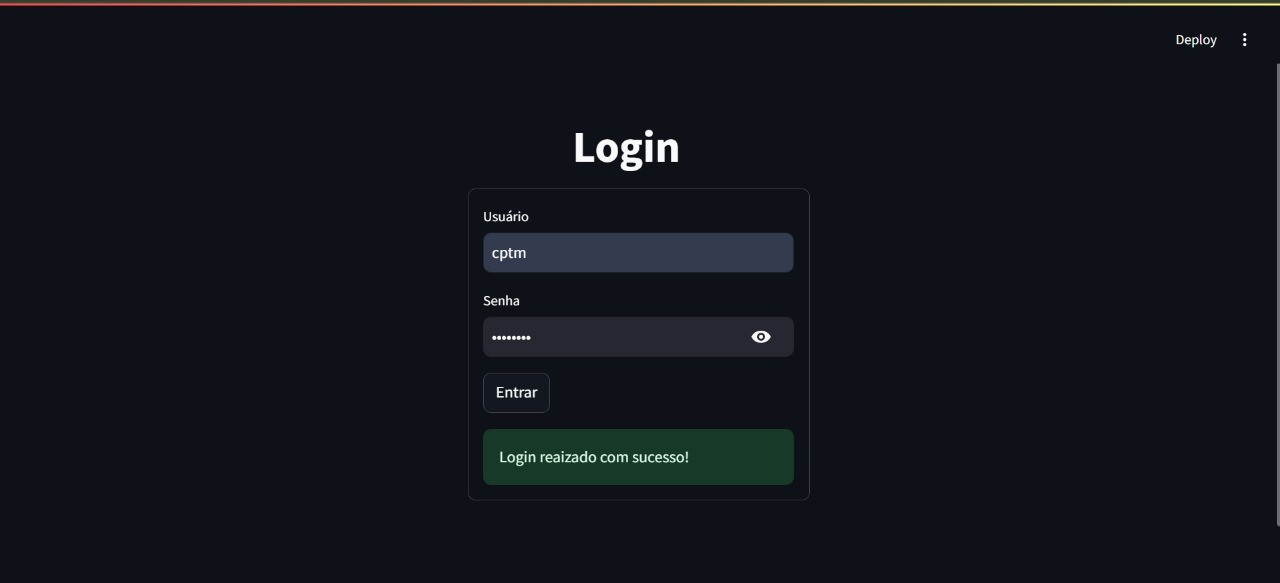 Deploy
Login
Usuário
cptm
Senha
••••••••
Entrar
Login reaizado com sucesso!